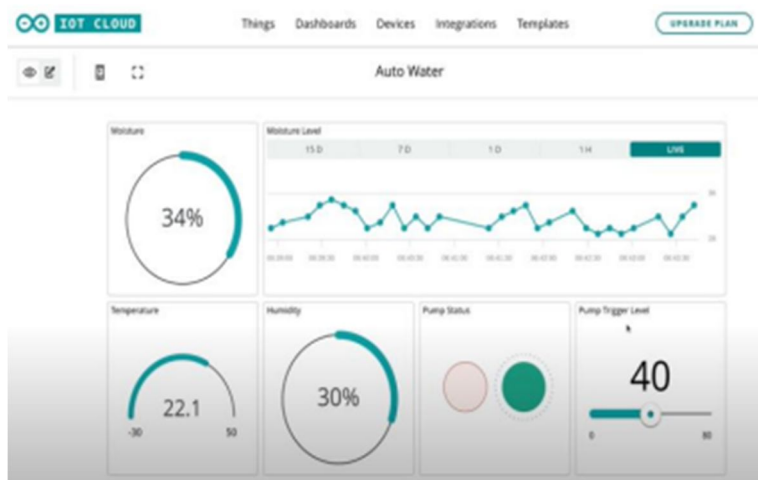 IOT CLOUD
Things Dashboards Devices Integrations Templates
UPGRADE PLAN
Auto Water
Moisture
34%
Moisture Level
15 D 7 D 1 D 1 H LIVE
Temperature
22.1
-30 50
Humidity
30%
Pump Status
Pump Trigger Level
40
0 80